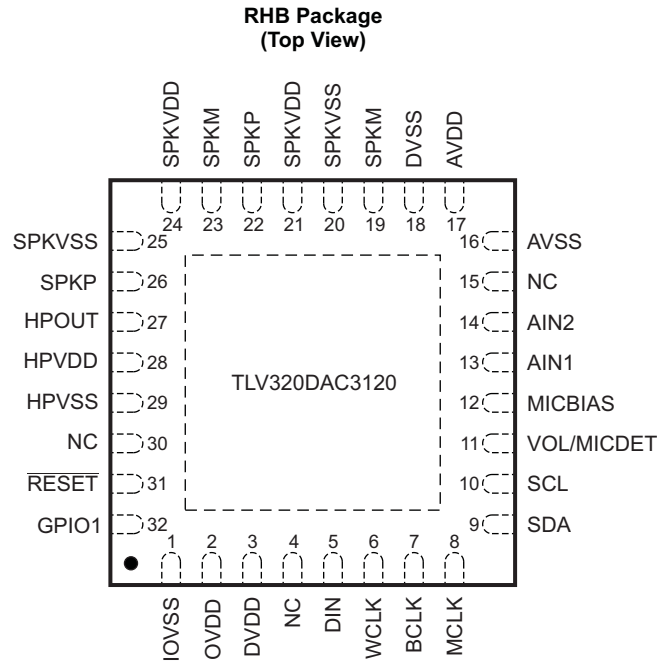 RHB Package
(Top View)
SPKVDD
SPKM
SPKP
SPKVDD
SPKVSS
SPKM
DVSS
AVDD
24 23 22 21 20 19 18 17
SPKVSS 25
SPKP 26
HPOUT 27
HPVDD 28
HPVSS 29
NC 30
RESET 31
GPIO1 32
TLV320DAC3120
16 AVSS
15 NC
14 AIN2
13 AIN1
12 MICBIAS
11 VOL/MICDET
10 SCL
9 SDA
1 2 3 4 5 6 7 8
IOVSS
OVDD
DVDD
NC
DIN
WCLK
BCLK
MCLK